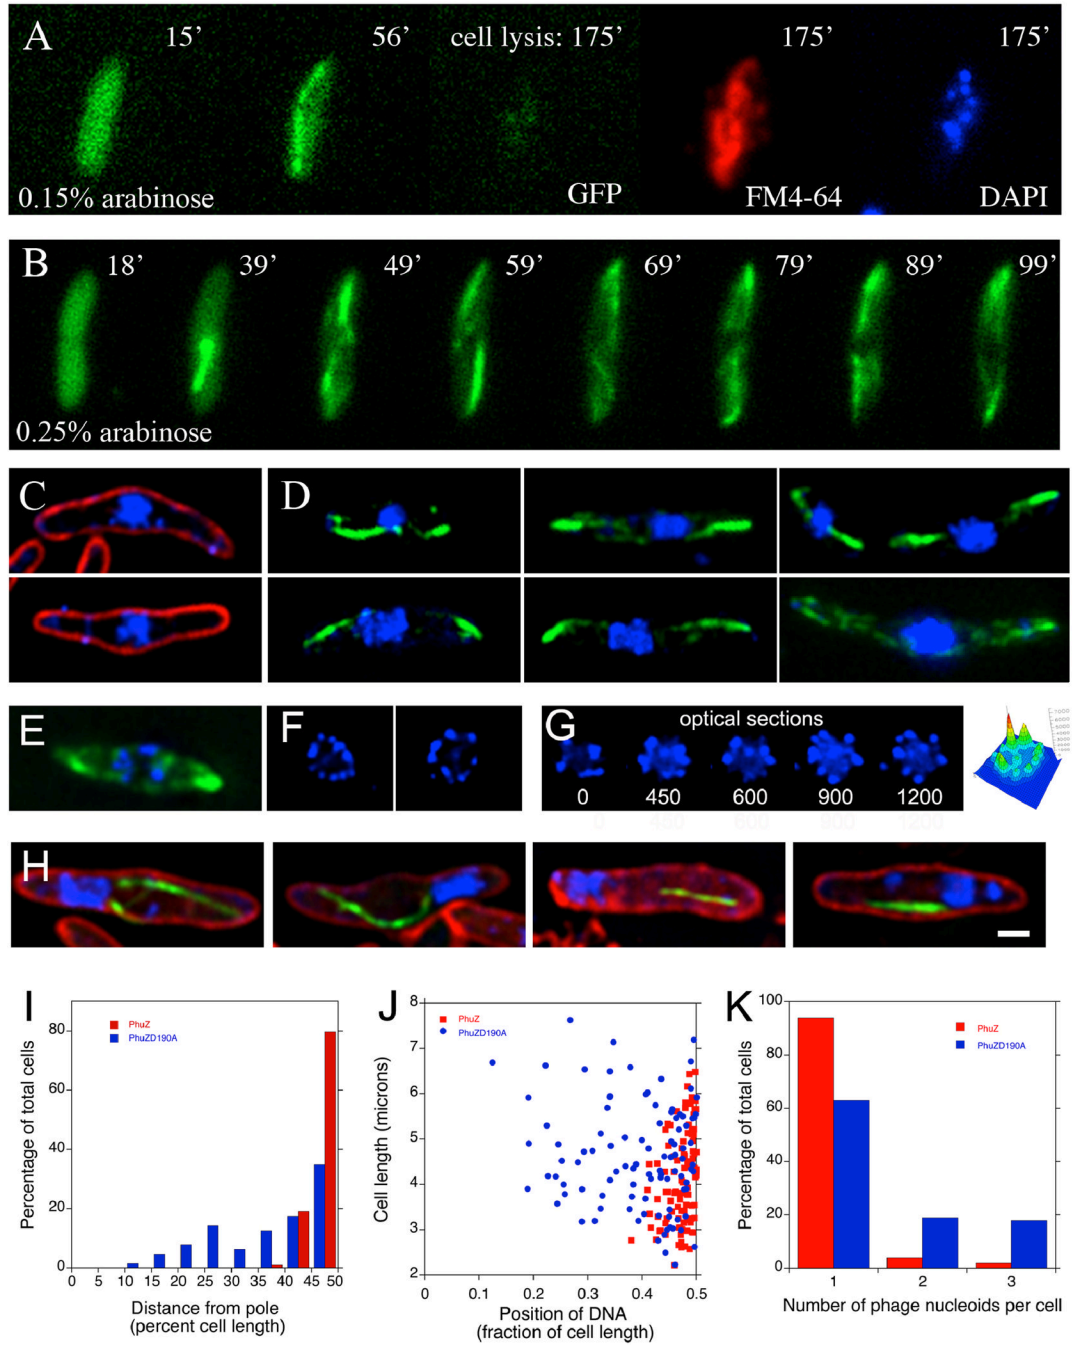 A
15’
56’
cell lysis: 175’
175’
175’
0.15% arabinose
GFP
FM4-64
DAPI
B
18’
39’
49’
59’
69’
79’
89’
99’
0.25% arabinose
C
D
E
F
G
optical sections
0
450
600
900
1200
H
I
PhuZ
PhuZD190A
Percentage of total cells
80
60
40
20
0
0
5
10
15
20
25
30
35
40
45
50
Distance from pole
(percent cell length)
J
PhuZ
PhuZD190A
Cell length (microns)
8
7
6
5
4
3
2
0
0.1
0.2
0.3
0.4
0.5
Position of DNA
(fraction of cell length)
K
PhuZ
PhuZD190A
Percentage of total cells
100
80
60
40
20
0
1
2
3
Number of phage nucleoids per cell